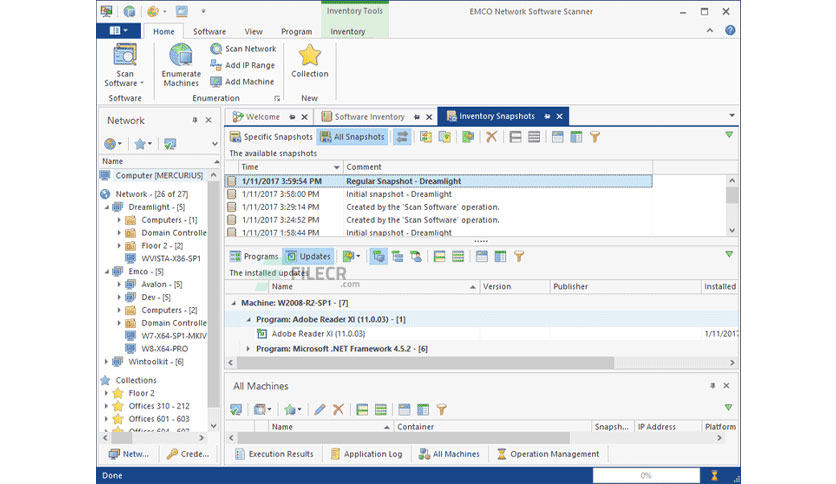 Inventory Tools
EMCO Network Software Scanner
Home Software View Program Inventory
Scan Software
Enumerate Machines
Scan Network
Add IP Range
Add Machine
Collection
Software Enumeration New
Network
Name
Computer [MERCURIUS]
Network - [26 of 27]
Dreamlight - [5]
Computers - [1]
Domain Controlle
Floor 2 - [2]
WVISTA-X86-SP1
Emco - [5]
Avalon - [5]
Dev - [5]
Computers - [2]
Domain Controlle
W7-X64-SP1-MKIV
W8-X64-PRO
Wintoolkit - [6]
Collections
Floor 2
Offices 310 - 212
Offices 601 - 603
Netw... Crede...
Welcome Software Inventory Inventory Snapshots
Specific Snapshots All Snapshots
The available snapshots
Time Comment
1/11/2017 3:59:54 PM Regular Snapshot - Dreamlight
1/11/2017 3:58:00 PM Initial snapshot - Dreamlight
1/11/2017 3:29:14 PM Created by the 'Scan Software' operation.
1/11/2017 3:24:52 PM Created by the 'Scan Software' operation.
1/11/2017 1:58:44 PM Initial snapshot - Dreamlight
Programs Updates
The installed updates
FILECR
.com
Name Version Publisher Installed
Machine: W2008-R2-SP1 - [7]
Program: Adobe Reader XI (11.0.03) - [1]
Adobe Reader XI (11.0.03) 1/11/2017
Program: Microsoft .NET Framework 4.5.2 - [6]
All Machines
Name Container Snapsh... IP Address Platform
Execution Results Application Log All Machines Operation Management
Done 0%